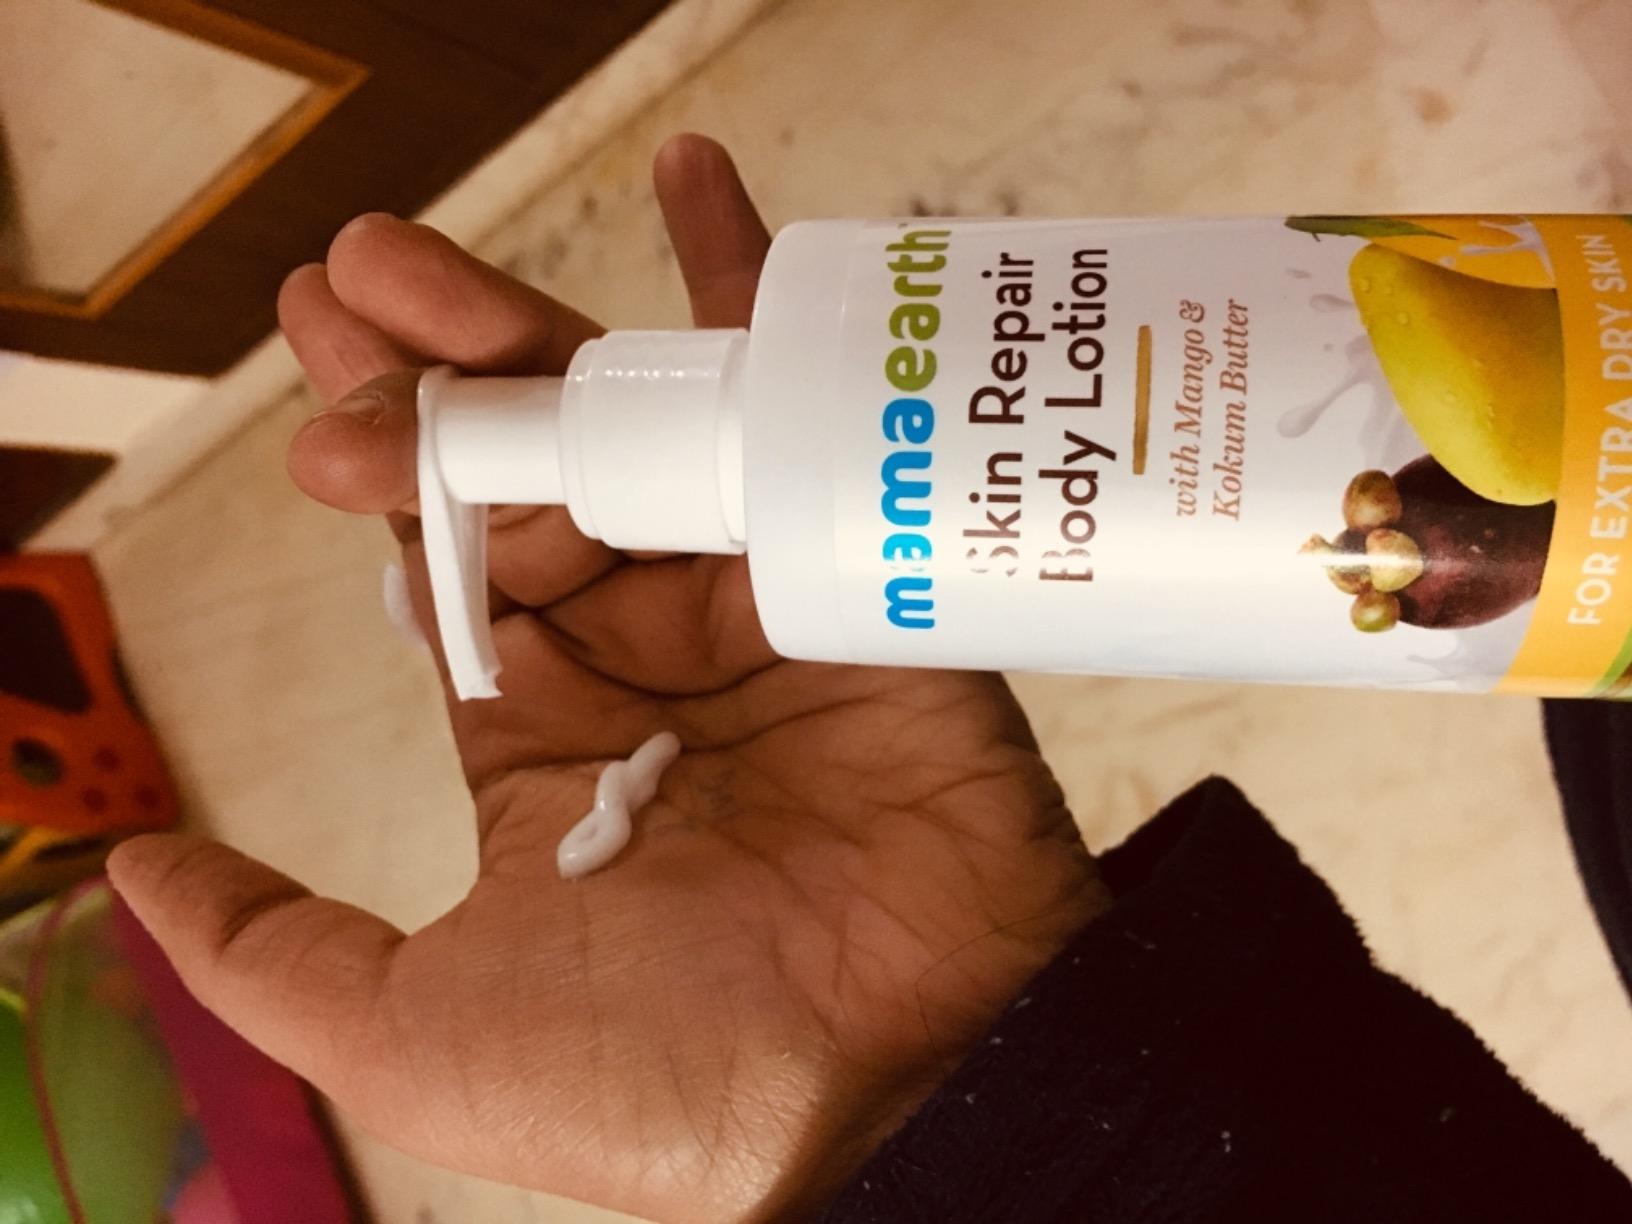 mamaearth
Skin Repair
Body Lotion
with Mango &
Kokum Butter
FOR EXTRA DRY SKIN